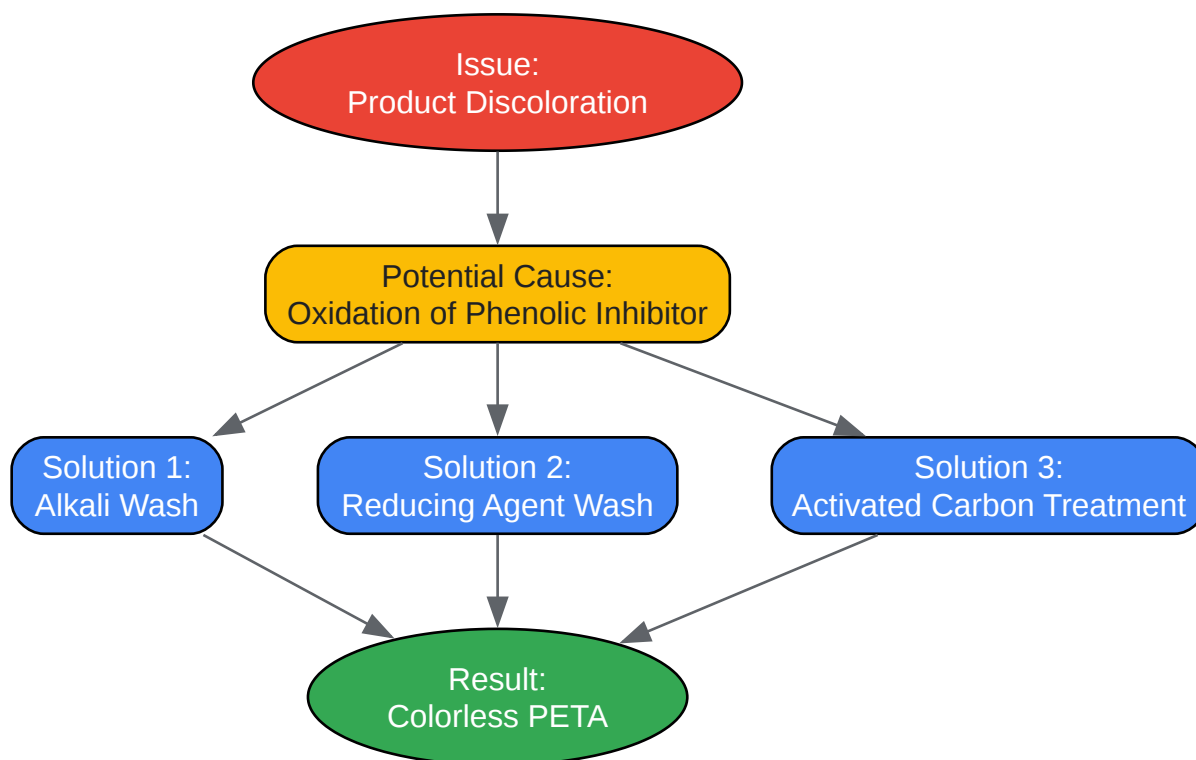 Issue:
Product Discoloration
Potential Cause:
Oxidation of Phenolic Inhibitor
Solution 1:
Alkali Wash
Solution 2:
Reducing Agent Wash
Solution 3:
Activated Carbon Treatment
Result:
Colorless PETA